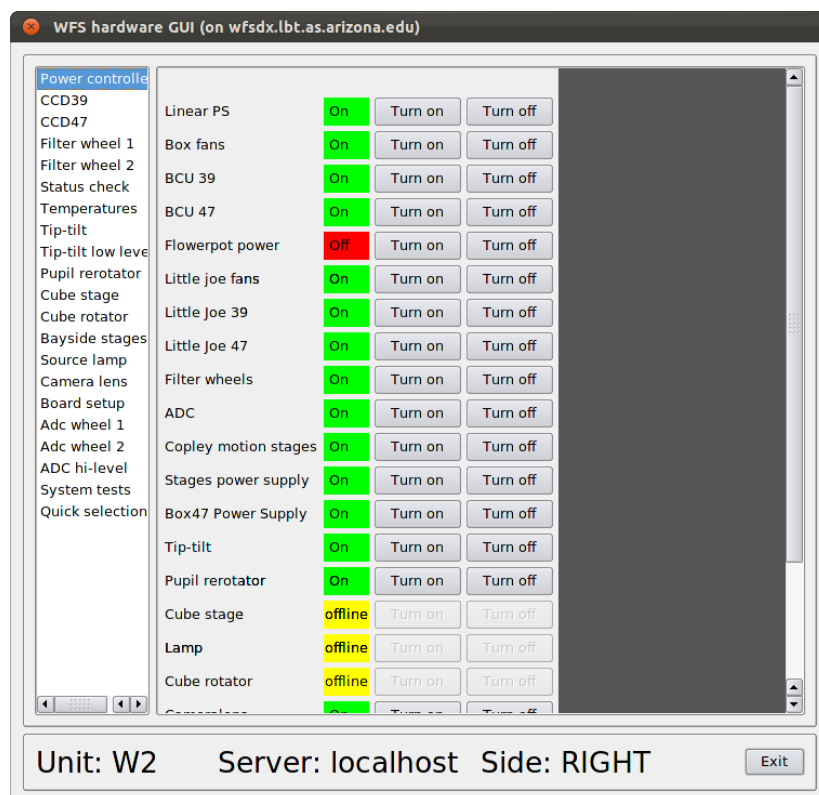 WFS hardware GUI (on wfsdx.lbt.as.arizona.edu)
Power controlle
CCD39
CCD47
Filter wheel 1
Filter wheel 2
Status check
Temperatures
Tip-tilt
Tip-tilt low leve
Pupil rerotator
Cube stage
Cube rotator
Bayside stages
Source lamp
Camera lens
Board setup
Adc wheel 1
Adc wheel 2
ADC hi-level
System tests
Quick selection
Linear PS On Turn on Turn off
Box fans On Turn on Turn off
BCU 39 On Turn on Turn off
BCU 47 On Turn on Turn off
Flowerpot power Off Turn on Turn off
Little joe fans On Turn on Turn off
Little Joe 39 On Turn on Turn off
Little Joe 47 On Turn on Turn off
Filter wheels On Turn on Turn off
ADC On Turn on Turn off
Copley motion stages On Turn on Turn off
Stages power supply On Turn on Turn off
Box47 Power Supply On Turn on Turn off
Tip-tilt On Turn on Turn off
Pupil rerotator On Turn on Turn off
Cube stage offline Turn on Turn off
Lamp offline Turn on Turn off
Cube rotator offline Turn on Turn off
Cameralens On Turn on Turn off
Unit: W2 Server: localhost Side: RIGHT Exit